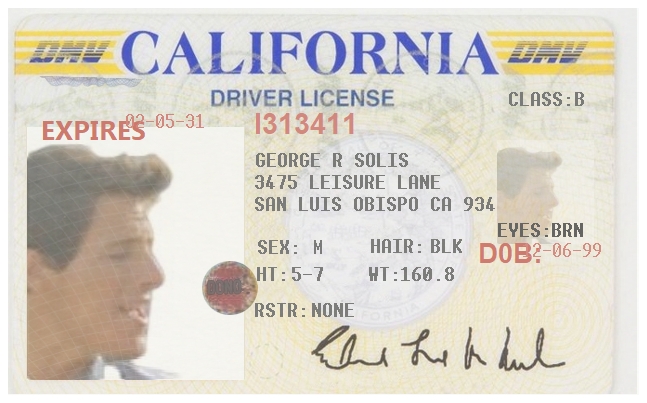 DMV CALIFORNIA DMV
DRIVER LICENSE
CLASS:B
EXPIRES 02-05-31
I313411
GEORGE R SOLIS
3475 LEISURE LANE
SAN LUIS OBISPO CA 934
EYES:BRN
SEX: M HAIR: BLK
D0B: 2-06-99
HT:5-7 WT:160.8
RSTR:NONE